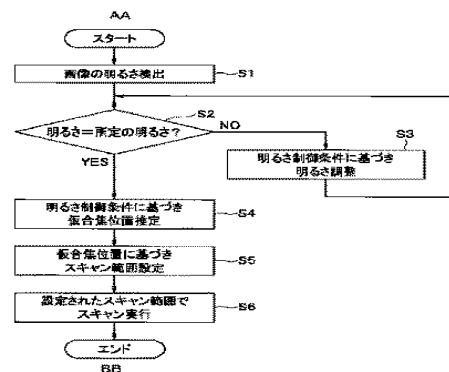 AA
スタート
画像の明るさ検出
S1
S2
明るさ=所定の明るさ?
NO
S3
YES
明るさ制御条件に基づき
明るさ調整
明るさ制御条件に基づき
仮合焦位置推定
S4
仮合焦位置に基づき
スキャン範囲設定
S5
設定されたスキャン範囲で
スキャン実行
S6
エンド
BB